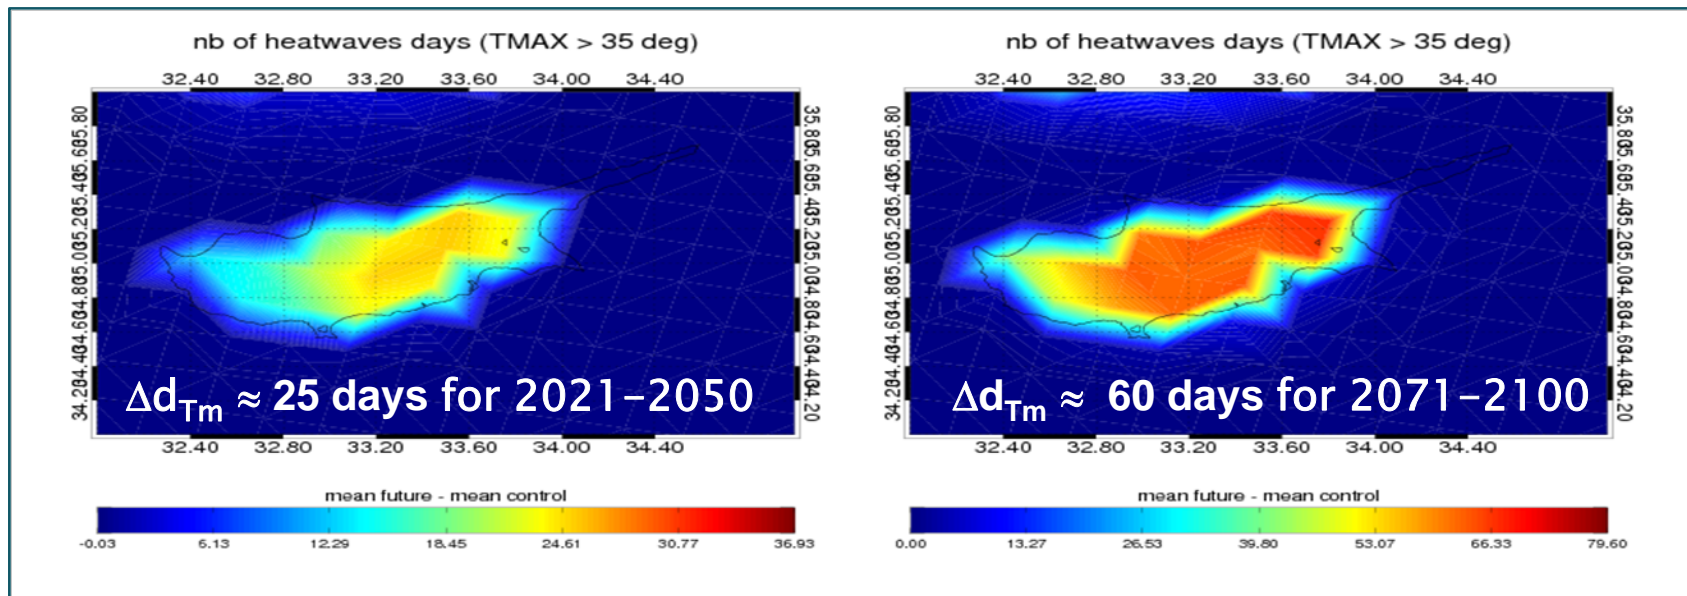 nb of heatwaves days (TMAX > 35 deg)
32.40 32.80 33.20 33.60 34.00 34.40
ΔdTm ≈ 25 days for 2021-2050
32.40 32.80 33.20 33.60 34.00 34.40
mean future - mean control
-0.03 6.13 12.29 18.45 24.61 30.77 36.93
nb of heatwaves days (TMAX > 35 deg)
32.40 32.80 33.20 33.60 34.00 34.40
ΔdTm ≈ 60 days for 2071-2100
32.40 32.80 33.20 33.60 34.00 34.40
mean future - mean control
0.00 13.27 26.53 39.80 53.07 66.33 79.60